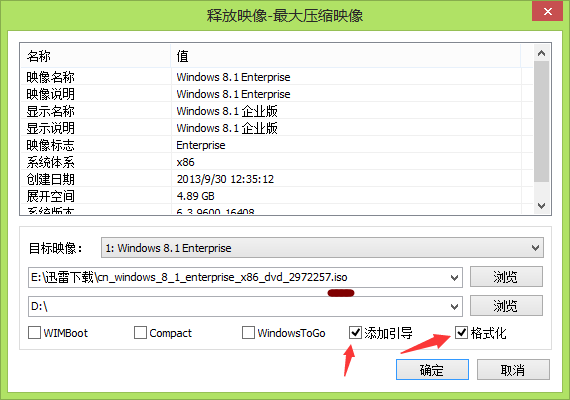 释放映像-最大压缩映像
名称 值
映像名称 Windows 8.1 Enterprise
映像说明 Windows 8.1 Enterprise
显示名称 Windows 8.1 企业版
显示说明 Windows 8.1 企业版
映像标志 Enterprise
系统体系 x86
创建日期 2013/9/30 12:35:12
展开空间 4.89 GB
系统版本 6.3.9600.16408
目标映像: 1: Windows 8.1 Enterprise
E:\迅雷下载\cn_windows_8_1_enterprise_x86_dvd_2972257.iso 浏览
D:\ 浏览
WIMBoot Compact WindowsToGo 添加引导 格式化
确定 取消